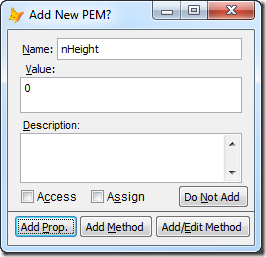 Add New PEM?
Name: nHeight
Value:
0
Description:
Access Assign Do Not Add
Add Prop. Add Method Add/Edit Method